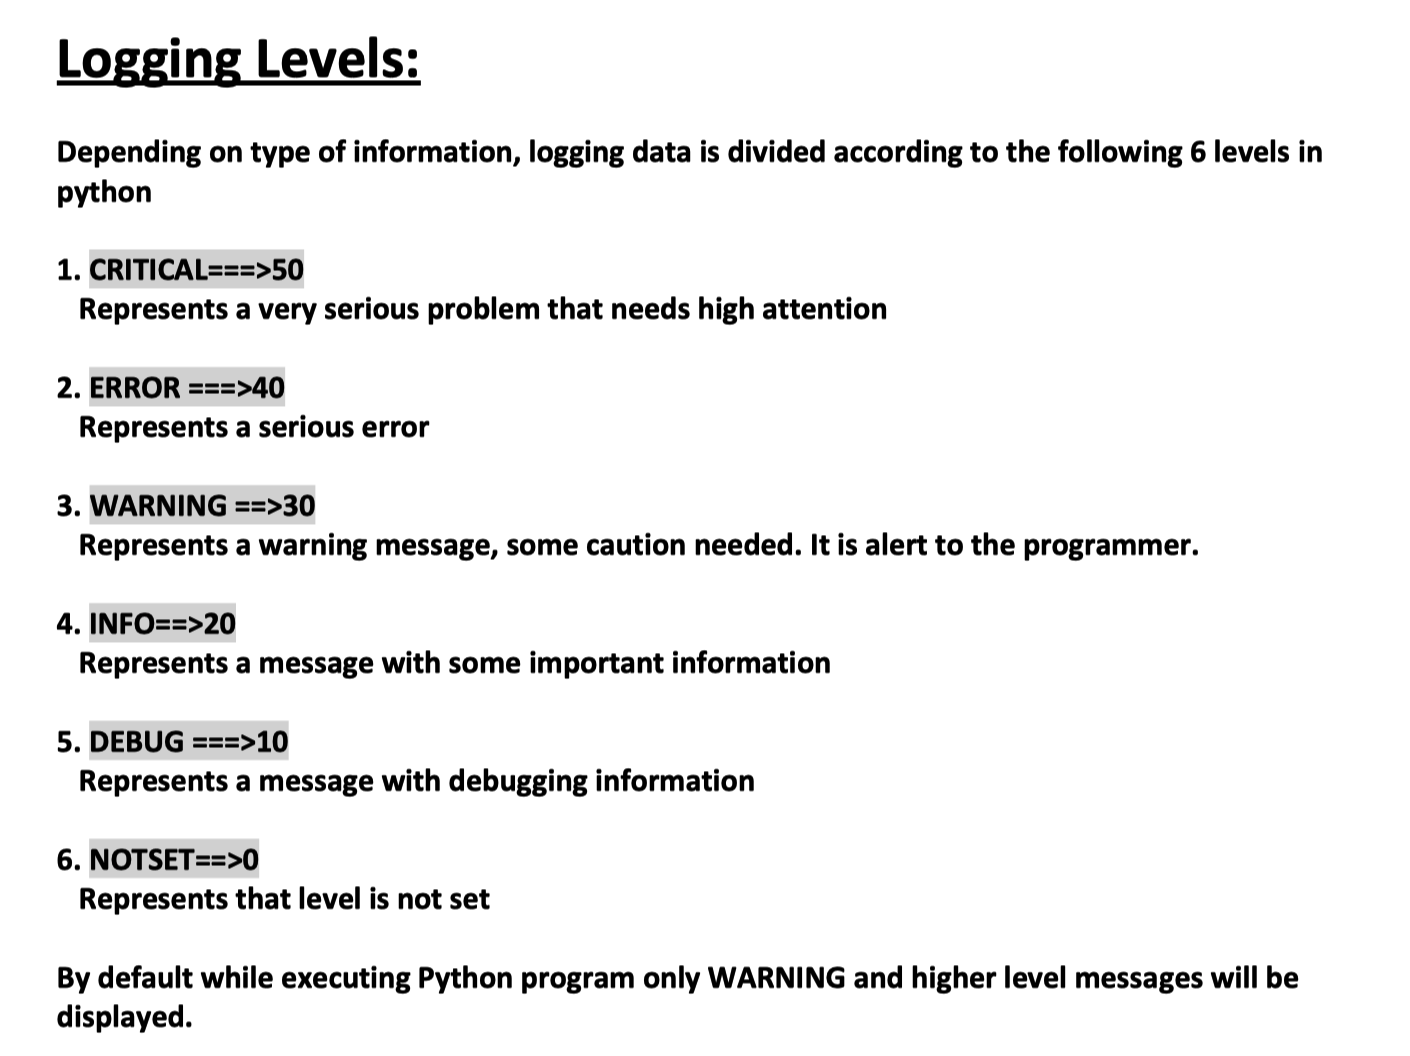 Logging Levels:
Depending on type of information, logging data is divided according to the following 6 levels in
python
1. CRITICAL===>50
Represents a very serious problem that needs high attention
2. ERROR ===>40
Represents a serious error
3. WARNING ==>30
Represents a warning message, some caution needed. It is alert to the programmer.
4. INFO==>20
Represents a message with some important information
5. DEBUG ===>10
Represents a message with debugging information
6. NOTSET==>0
Represents that level is not set
By default while executing Python program only WARNING and higher level messages will be
displayed.